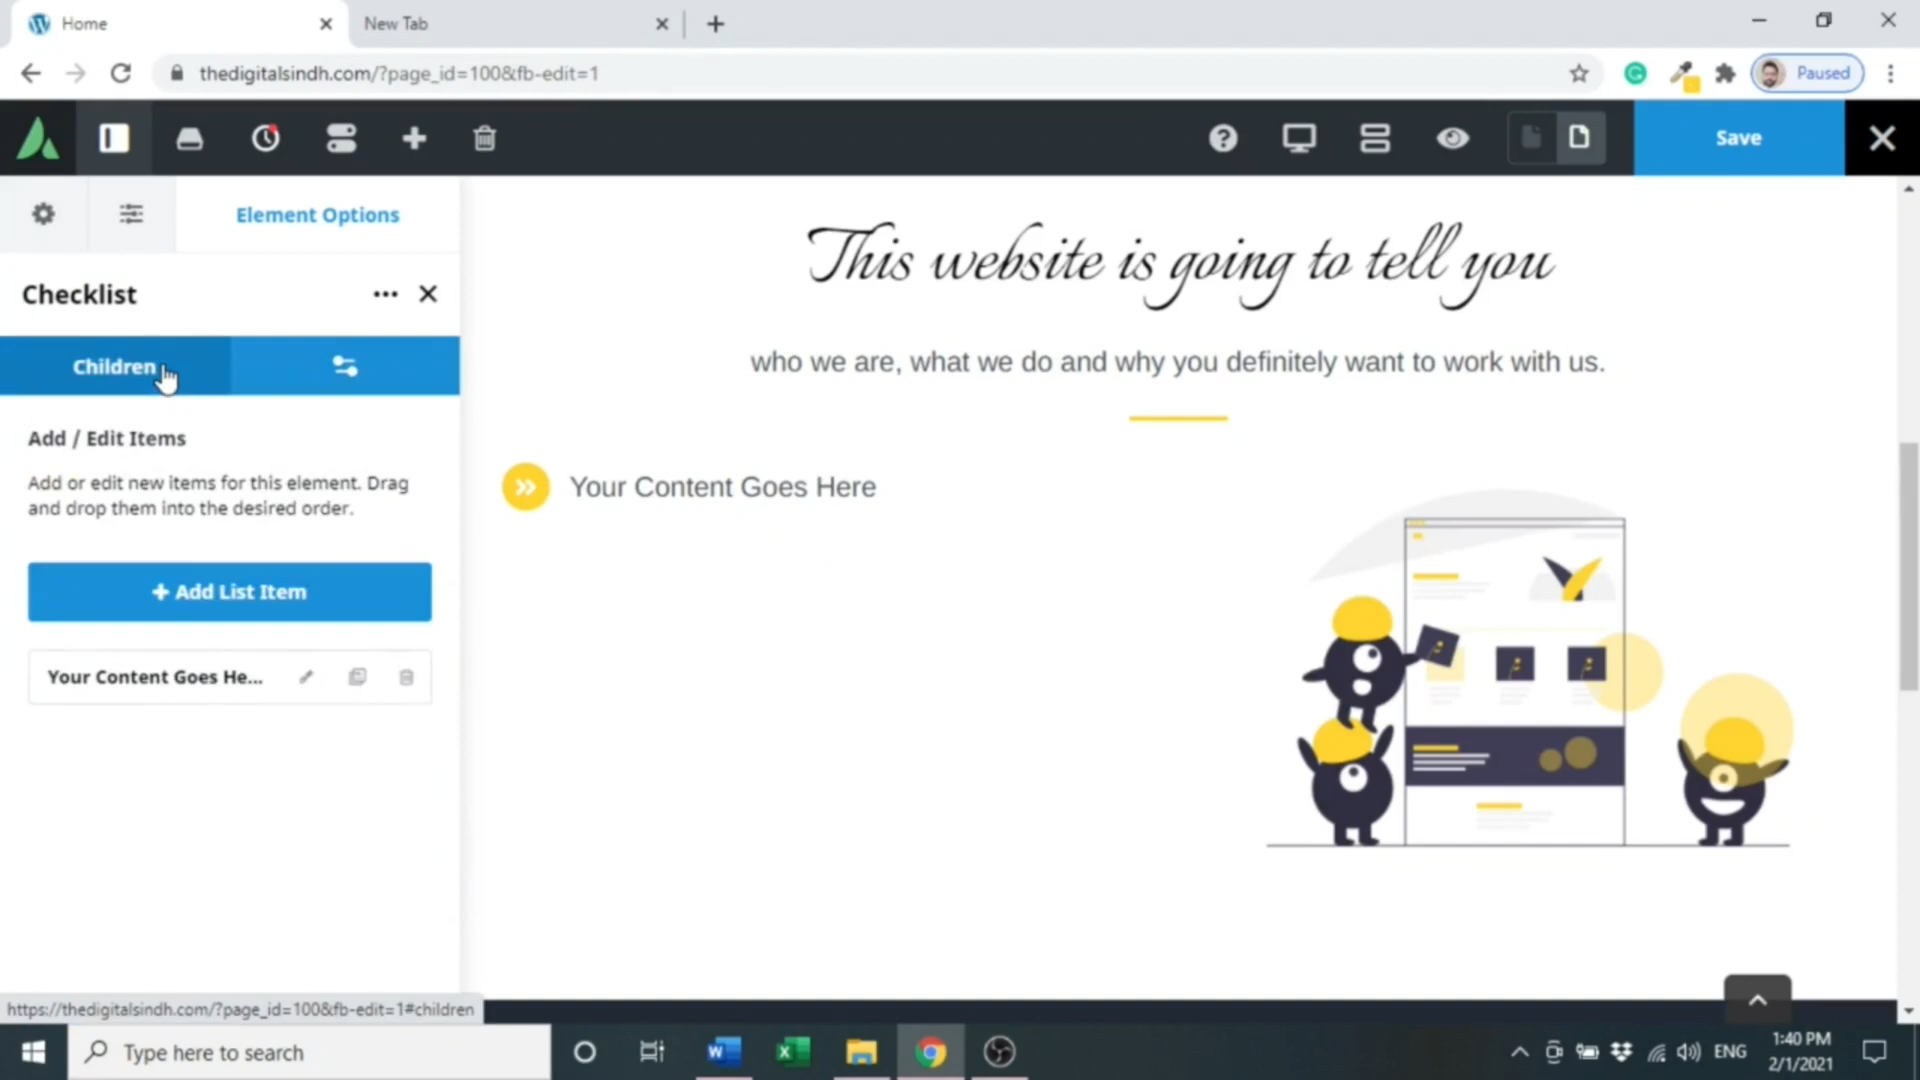 Home
New Tab
thedigitalsindh.com/?page_id=100&fb-edit=1
Paused
Save
Element Options
Checklist
Children
Add / Edit Items
Add or edit new items for this element. Drag
and drop them into the desired order.
+ Add List Item
Your Content Goes He...
This website is going to tell you
who we are, what we do and why you definitely want to work with us.
Your Content Goes Here
https://thedigitalsindh.com/?page_id=100&fb-edit=1#children
Type here to search
ENG
1:40 PM
2/1/2021